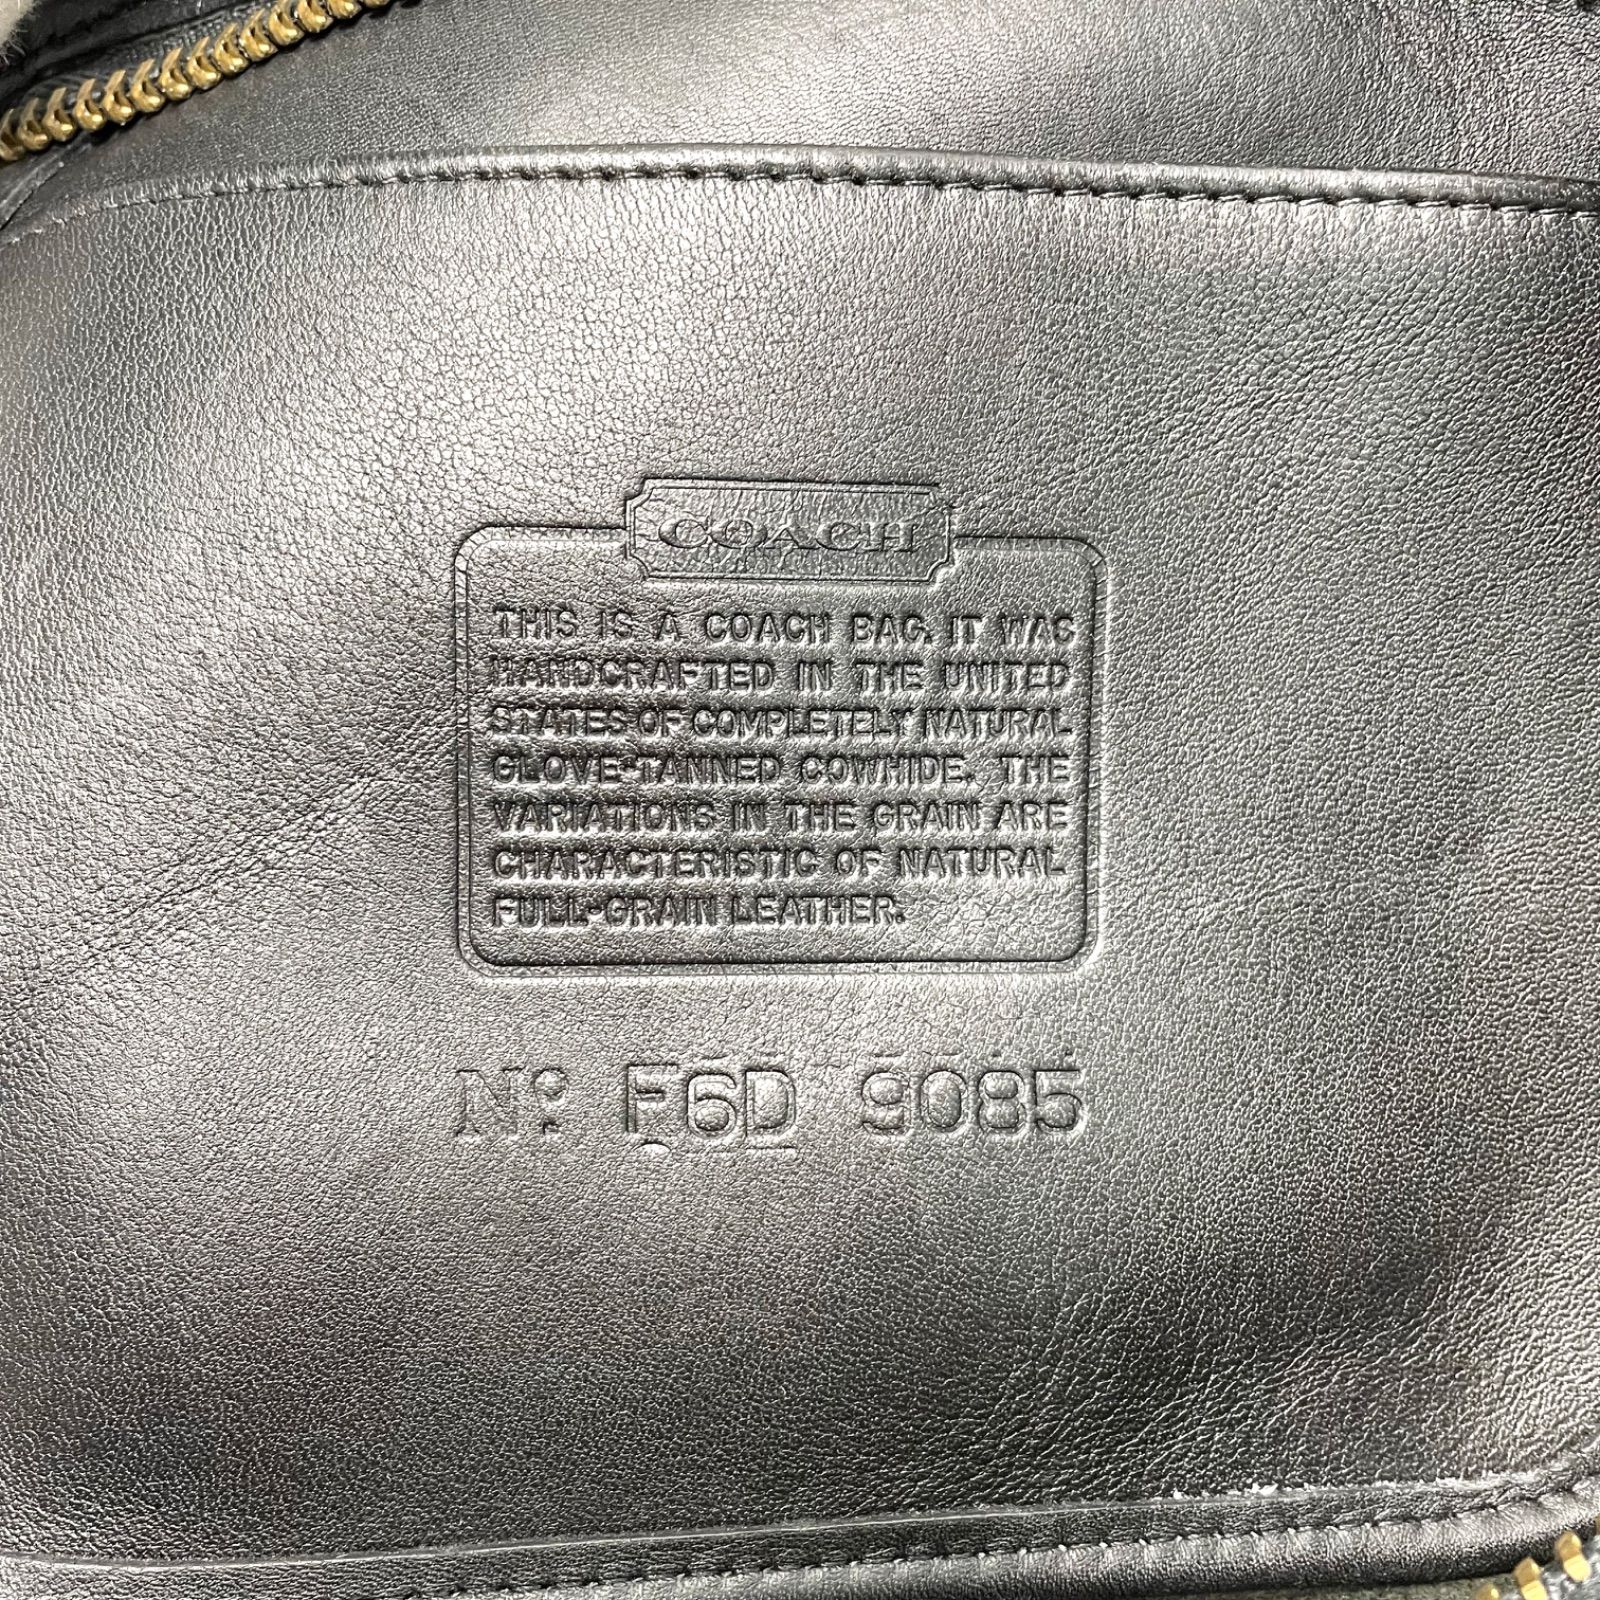 COACH
THIS IS A COACH BAG. IT WAS
HANDCRAFTED IN THE UNITED
STATES OF COMPLETELY NATURAL
GLOVE-TANNED COWHIDE. THE
VARIATIONS IN THE GRAIN ARE
CHARACTERISTIC OF NATURAL
FULL-GRAIN LEATHER.
No F6D 9085